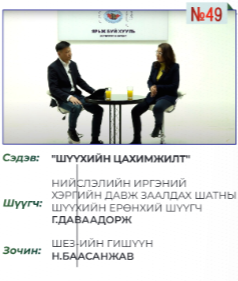 №49
Сэдэв: "ШҮҮХИЙН ЦАХИМЖИЛТ"
Шүүгч: НИЙСЛЭЛИЙН ИРГЭНИЙ
ХЭРГИЙН ДАВЖ ЗААЛДАХ ШАТНЫ
ШҮҮХИЙН ЕРӨНХИЙ ШҮҮГЧ
Г.ДАВААДОРЖ
Зочин: ШЕЗ-ИЙН ГИШҮҮН
Н.БААСАНЖАВ